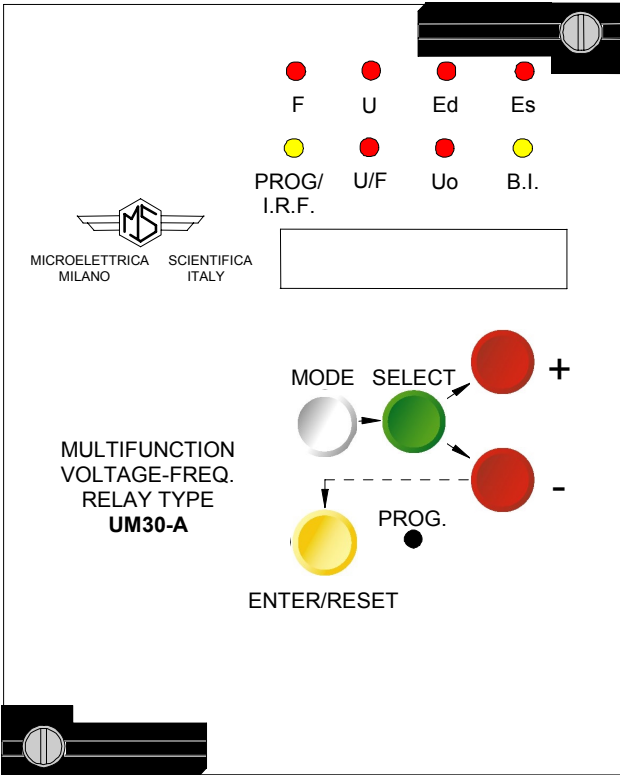 F U Ed Es
PROG/ U/F Uo B.I.
I.R.F.
MS
MICROELETTRICA SCIENTIFICA
MILANO ITALY
+
MODE SELECT
MULTIFUNCTION
VOLTAGE-FREQ.
RELAY TYPE
UM30-A
-
PROG.
ENTER/RESET